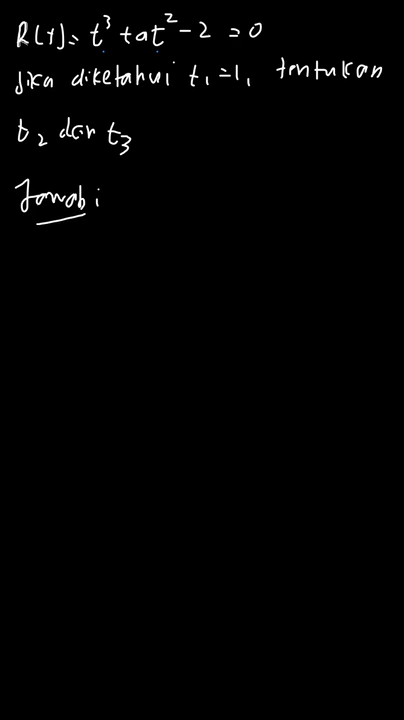 R(t) = t³ + at² - 2 = 0
Jika diketahui t₁ = 1, tentukan
t₂ dan t₃
Jawab :